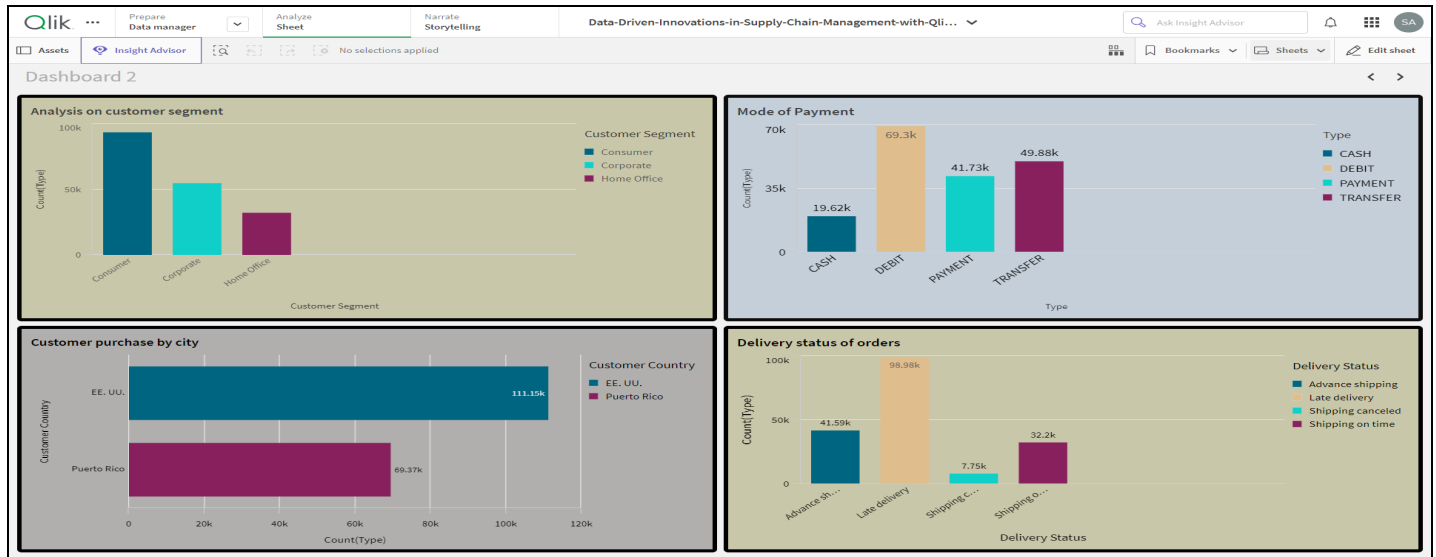 Qlik
Prepare
Data manager
Analyze
Sheet
Narrate
Storytelling
Data-Driven-Innovations-in-Supply-Chain-Management-with-Qli...
Ask Insight Advisor
SA
Assets
Insight Advisor
No selections applied
Bookmarks
Sheets
Edit sheet
Dashboard 2
Analysis on customer segment
100k
50k
0
Count(Type)
Consumer
Corporate
Home Office
Customer Segment
Customer Segment
Consumer
Corporate
Home Office
Mode of Payment
70k
35k
0
Count(Type)
19.62k
69.3k
41.73k
49.88k
CASH
DEBIT
PAYMENT
TRANSFER
Type
Type
CASH
DEBIT
PAYMENT
TRANSFER
Customer purchase by city
Customer Country
EE. UU.
111.15k
Puerto Rico
69.37k
0 20k 40k 60k 80k 100k 120k
Count(Type)
Customer Country
EE. UU.
Puerto Rico
Delivery status of orders
100k
50k
0
Count(Type)
41.59k
98.98k
7.75k
32.2k
Advance sh...
Late delivery
Shipping c...
Shipping o...
Delivery Status
Delivery Status
Advance shipping
Late delivery
Shipping canceled
Shipping on time